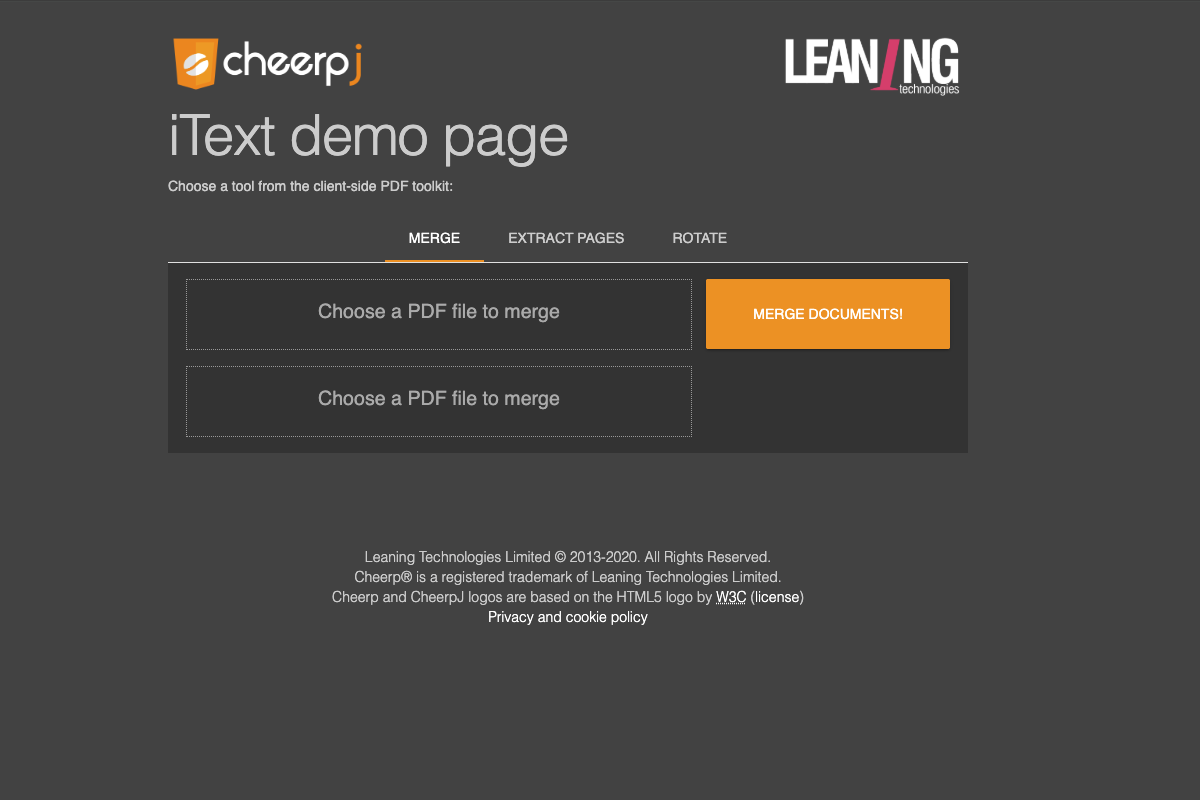 cheerpj
LEANING
technologies
iText demo page
Choose a tool from the client-side PDF toolkit:
MERGE EXTRACT PAGES ROTATE
Choose a PDF file to merge
MERGE DOCUMENTS!
Choose a PDF file to merge
Leaning Technologies Limited © 2013-2020. All Rights Reserved.
Cheerp® is a registered trademark of Leaning Technologies Limited.
Cheerp and CheerpJ logos are based on the HTML5 logo by W3C (license)
Privacy and cookie policy